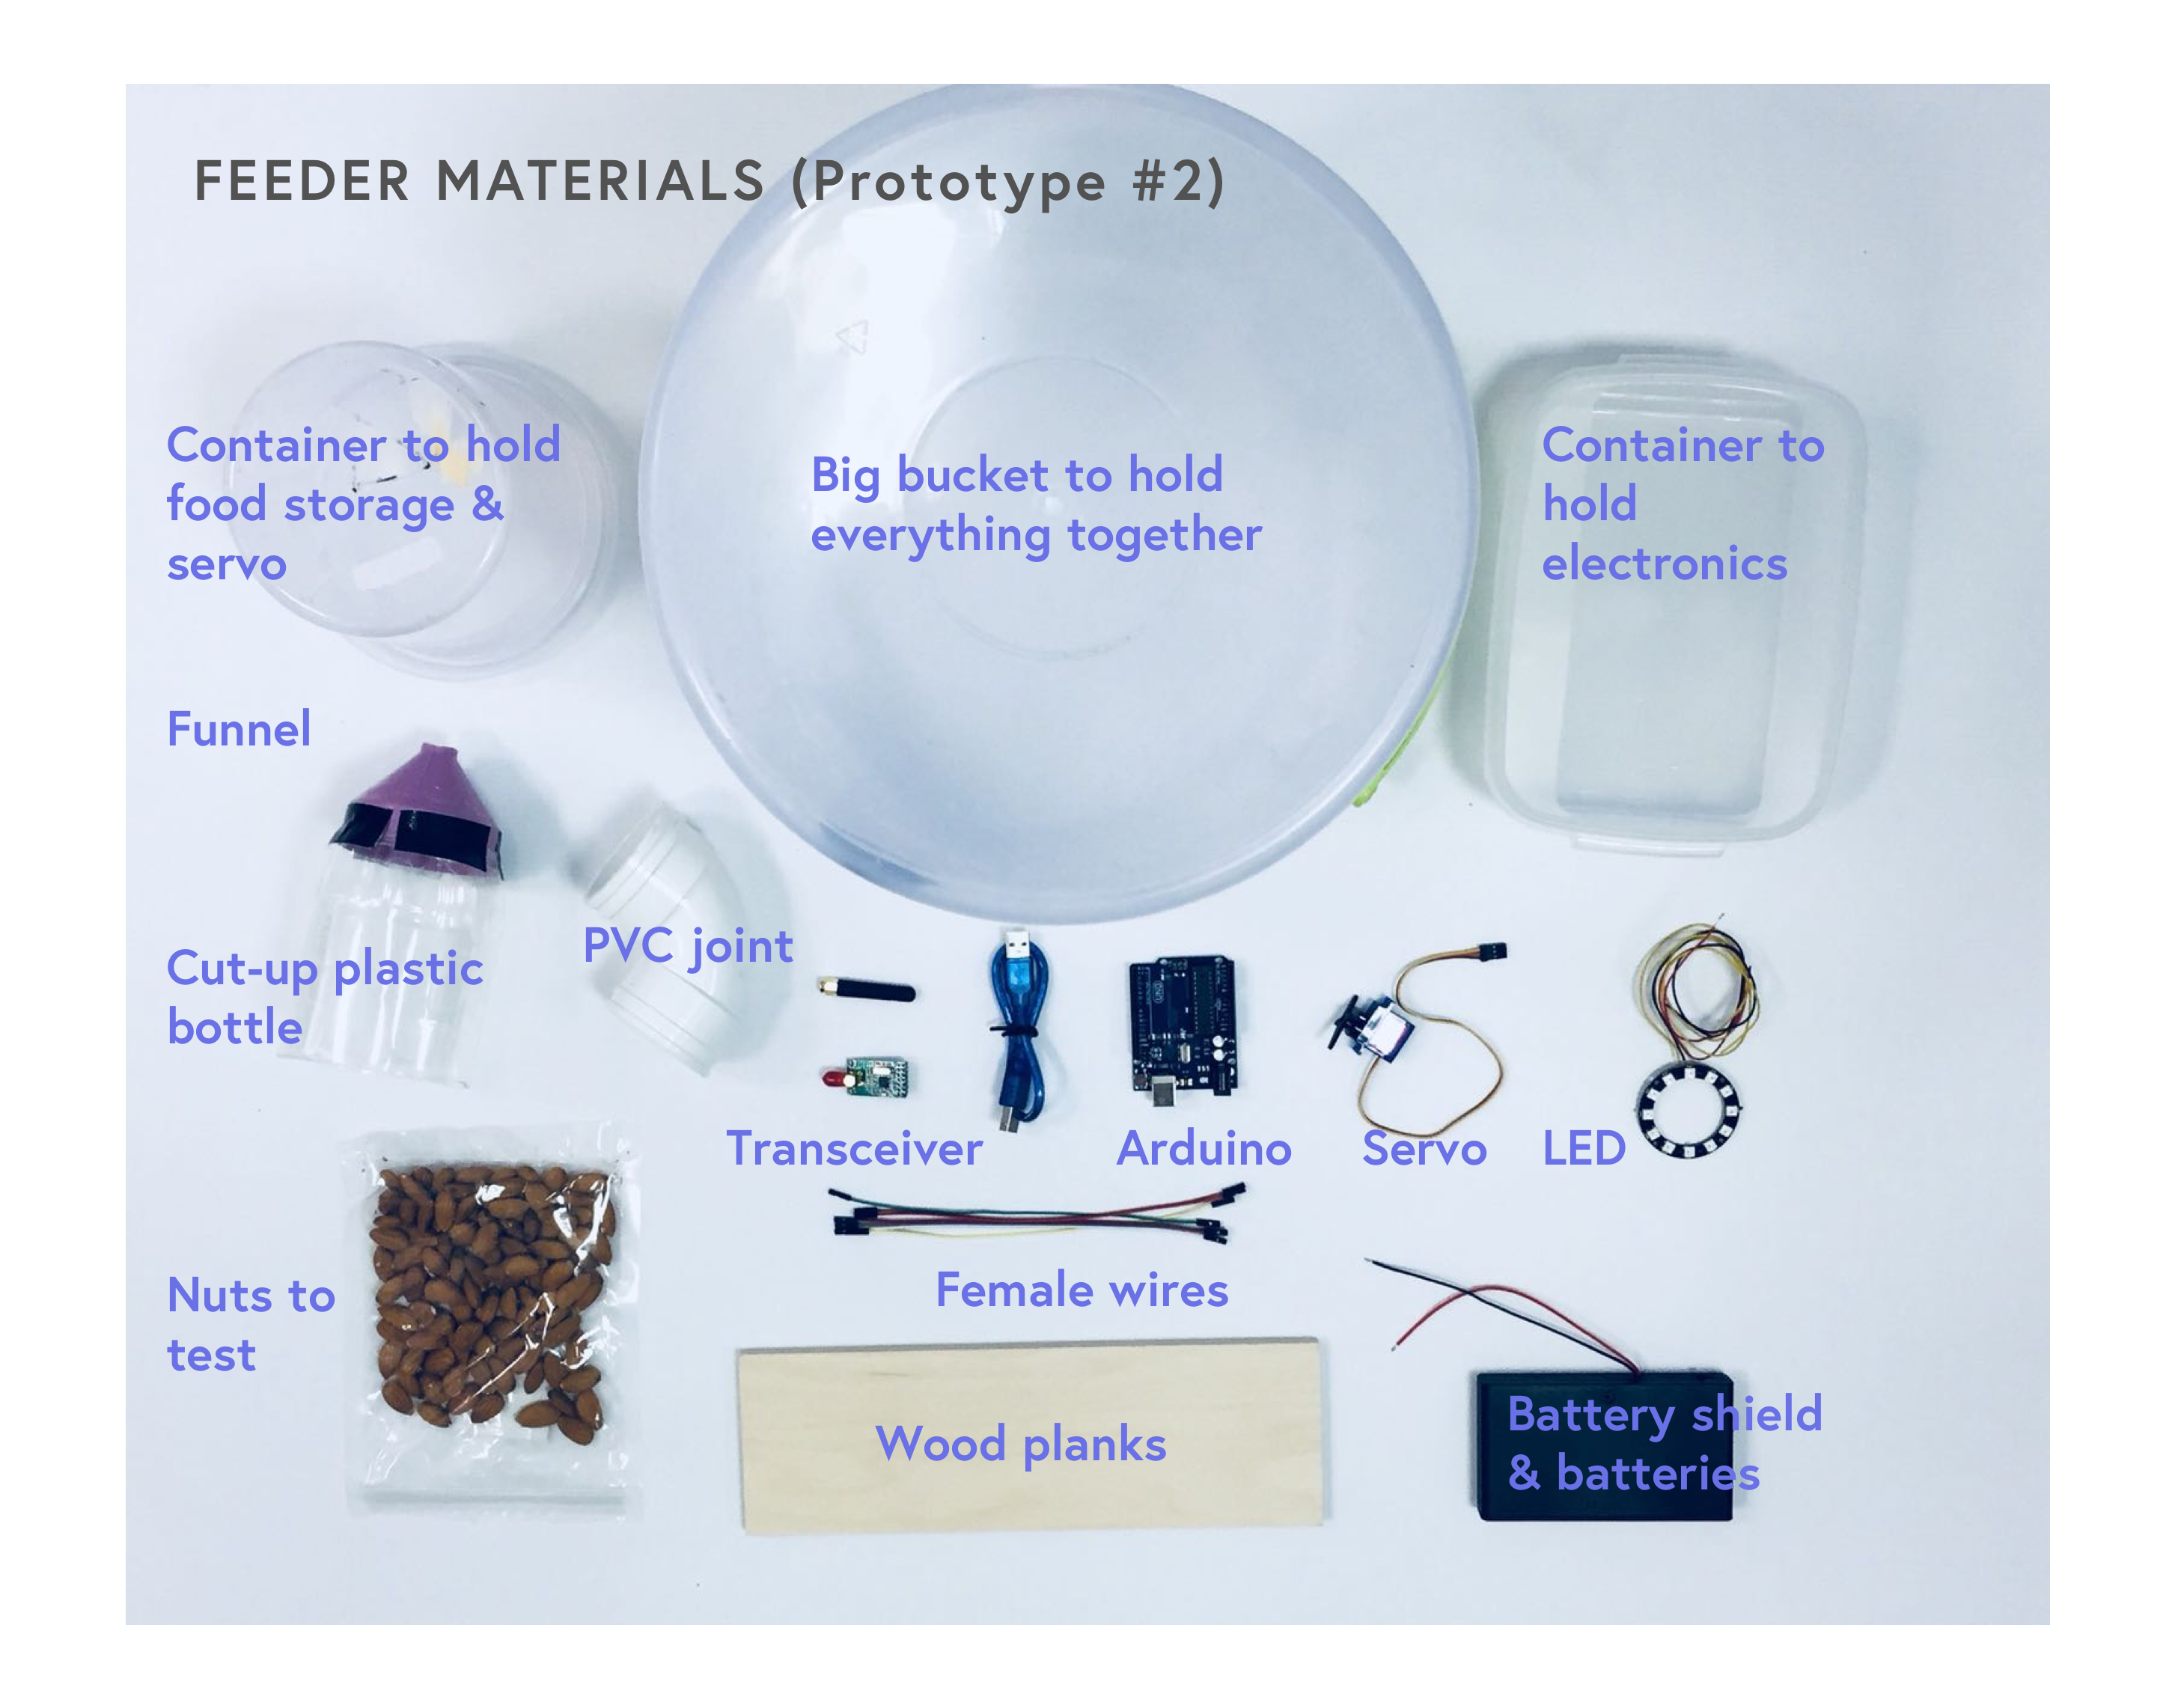 FEEDER MATERIALS (Prototype #2)
Container to hold
food storage &
servo
Big bucket to hold
everything together
Container to
hold
electronics
Funnel
Cut-up plastic
bottle
PVC joint
Transceiver
Arduino
Servo
LED
Female wires
Nuts to
test
Wood planks
Battery shield
& batteries